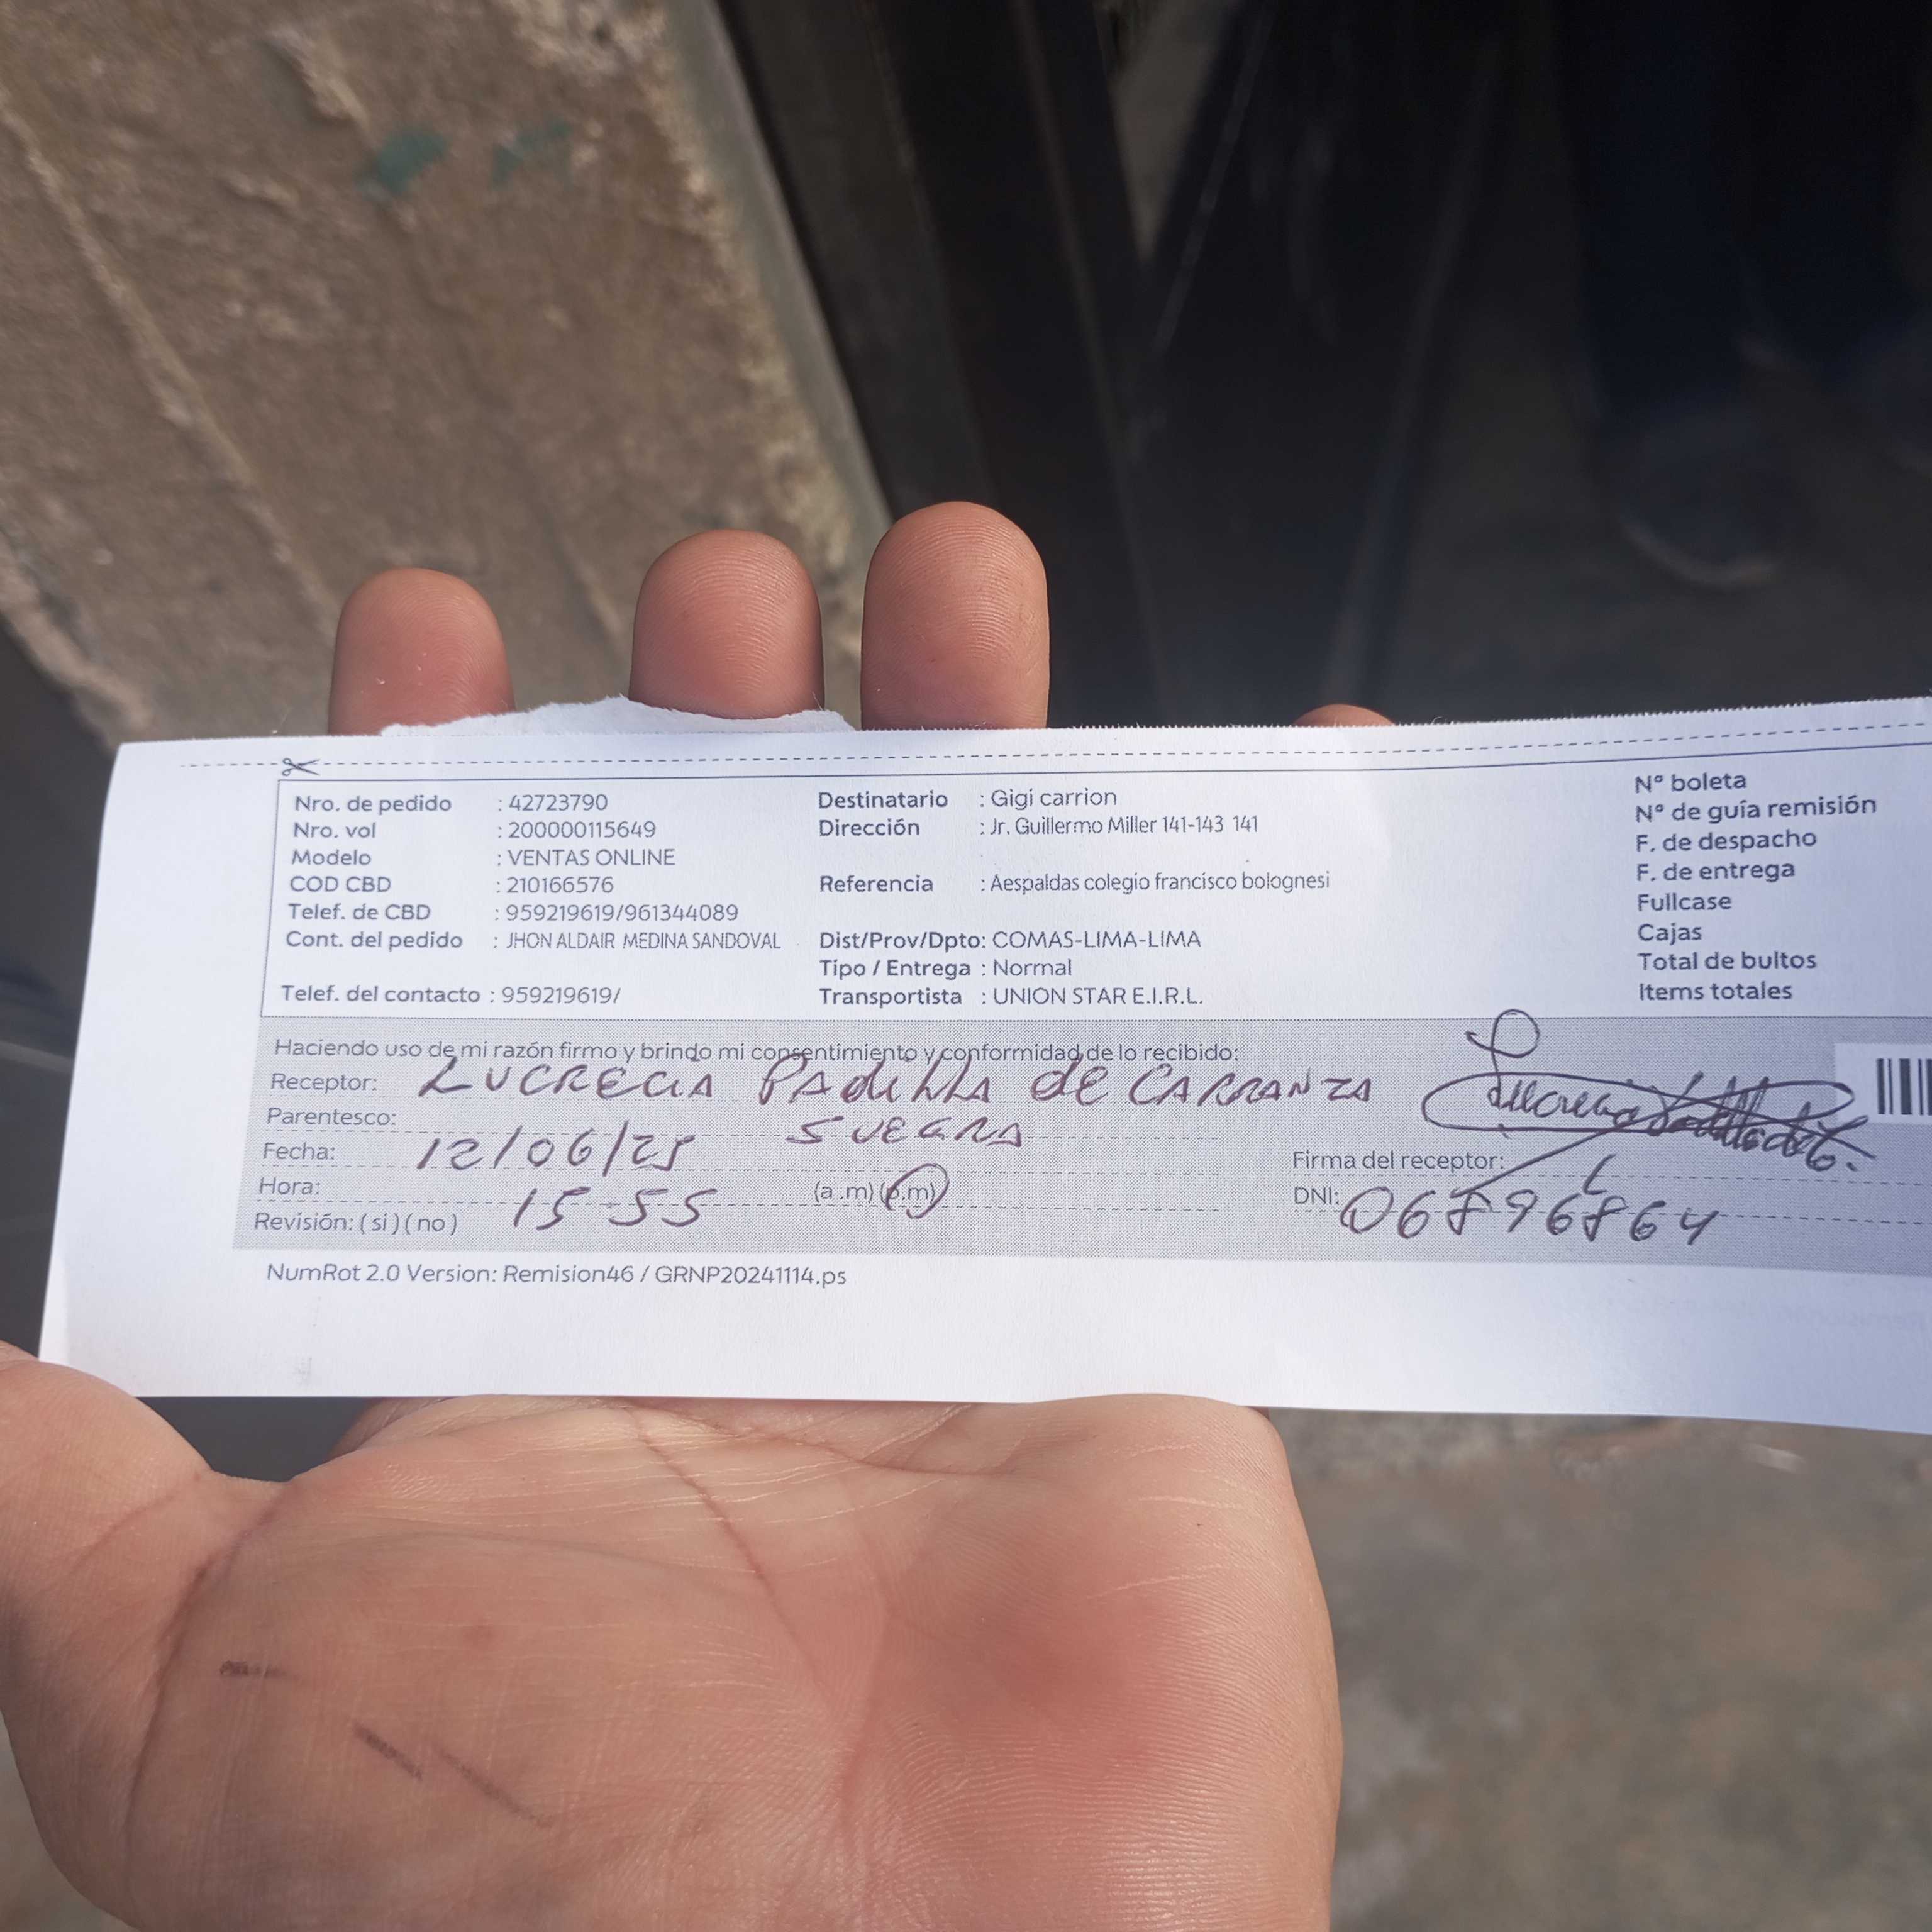 Nro. de pedido : 42723790
Nro. vol : 200000115649
Modelo : VENTAS ONLINE
COD CBD : 210166576
Telef. de CBD : 959219619/961344089
Cont. del pedido : JHON ALDAIR MEDINA SANDOVAL
Telef. del contacto : 959219619/
Destinatario : Gigi carrion
Dirección : Jr. Guillermo Miller 141-143 141
Referencia : Aespaldas colegio francisco bolognesi
Dist/Prov/Dpto: COMAS-LIMA-LIMA
Tipo / Entrega : Normal
Transportista : UNION STAR E.I.R.L.
N° boleta
N° de guía remisión
F. de despacho
F. de entrega
Fullcase
Cajas
Total de bultos
Items totales
Haciendo uso de mi razón firmo y brindo mi consentimiento y conformidad de lo recibido:
Receptor: LUCRECIA PAdiLLA de CARRANZA
Parentesco: SUEGRA
Fecha: 12/06/25
Hora: 15-55 (a .m) (p.m)
Revisión: ( si ) ( no )
Firma del receptor:
DNI: 06896864
NumRot 2.0 Version: Remision46 / GRNP20241114.ps